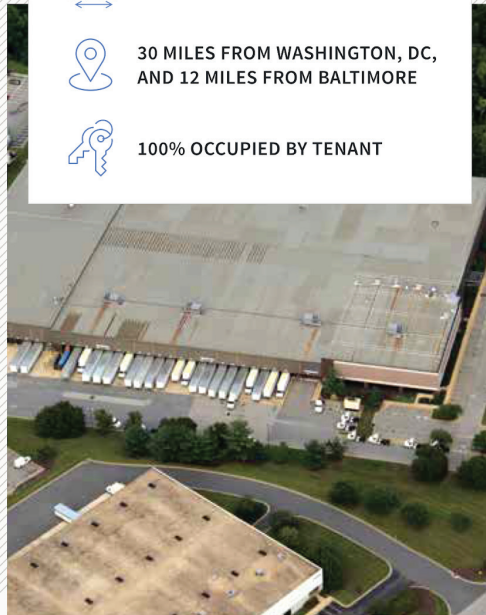 30 MILES FROM WASHINGTON, DC,
AND 12 MILES FROM BALTIMORE
100% OCCUPIED BY TENANT